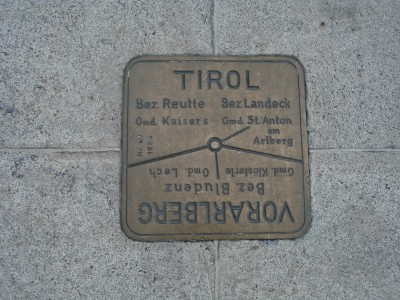 TIROL
Bez. Reutte Bez. Landeck
Gmd. Kaisers Gmd. St. Anton
am
Arlberg
VORARLBERG
Bez. Bludenz
Gmd. Klösterle Gmd. Lech